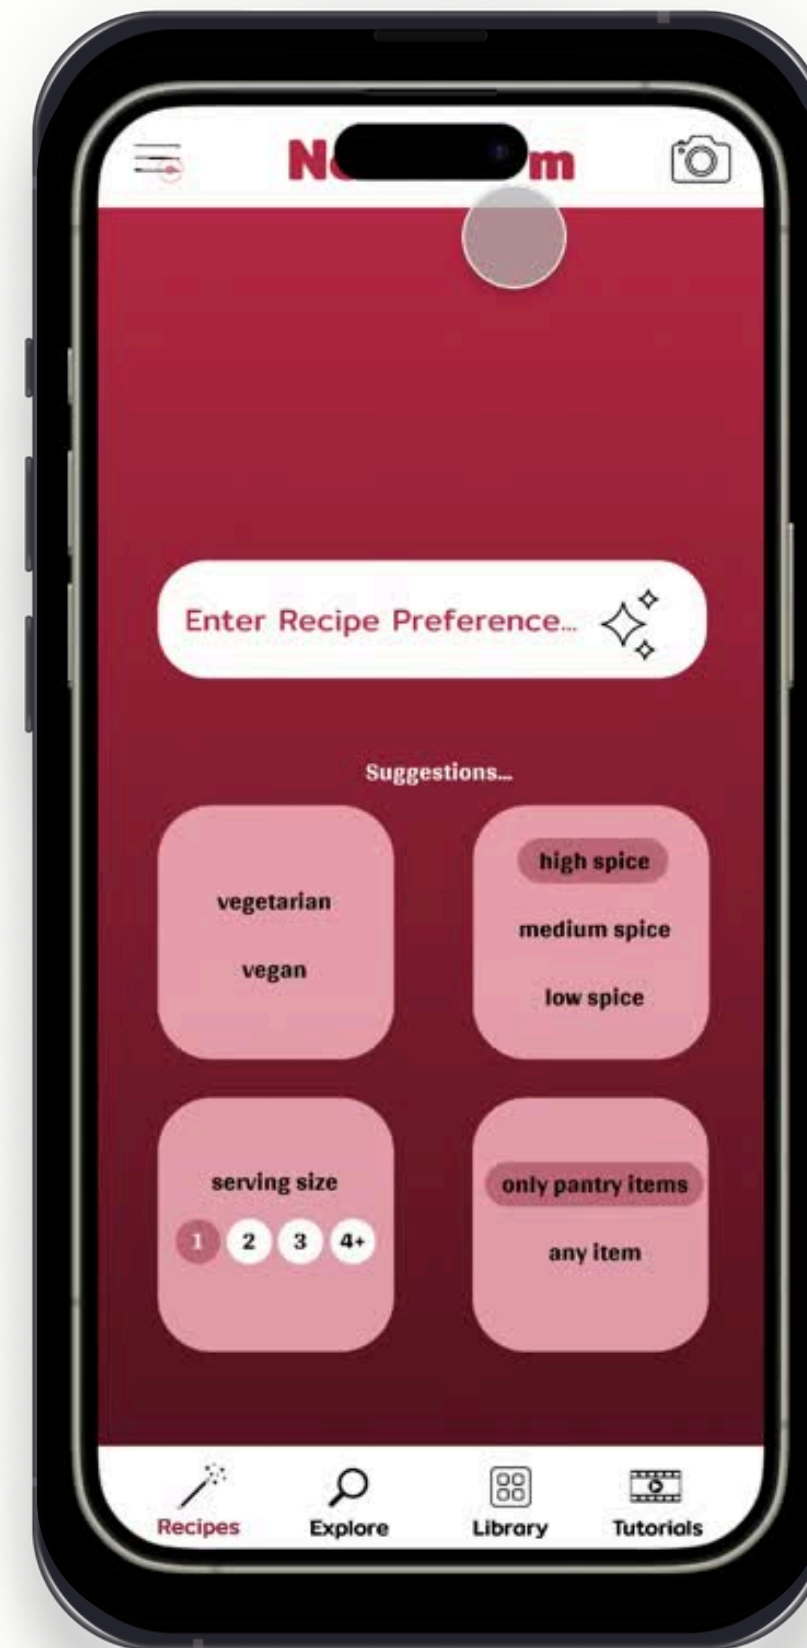 Enter Recipe Preference...
Suggestions...
vegetarian
vegan
high spice
medium spice
low spice
serving size
1 2 3 4+
only pantry items
any item
Recipes Explore Library Tutorials